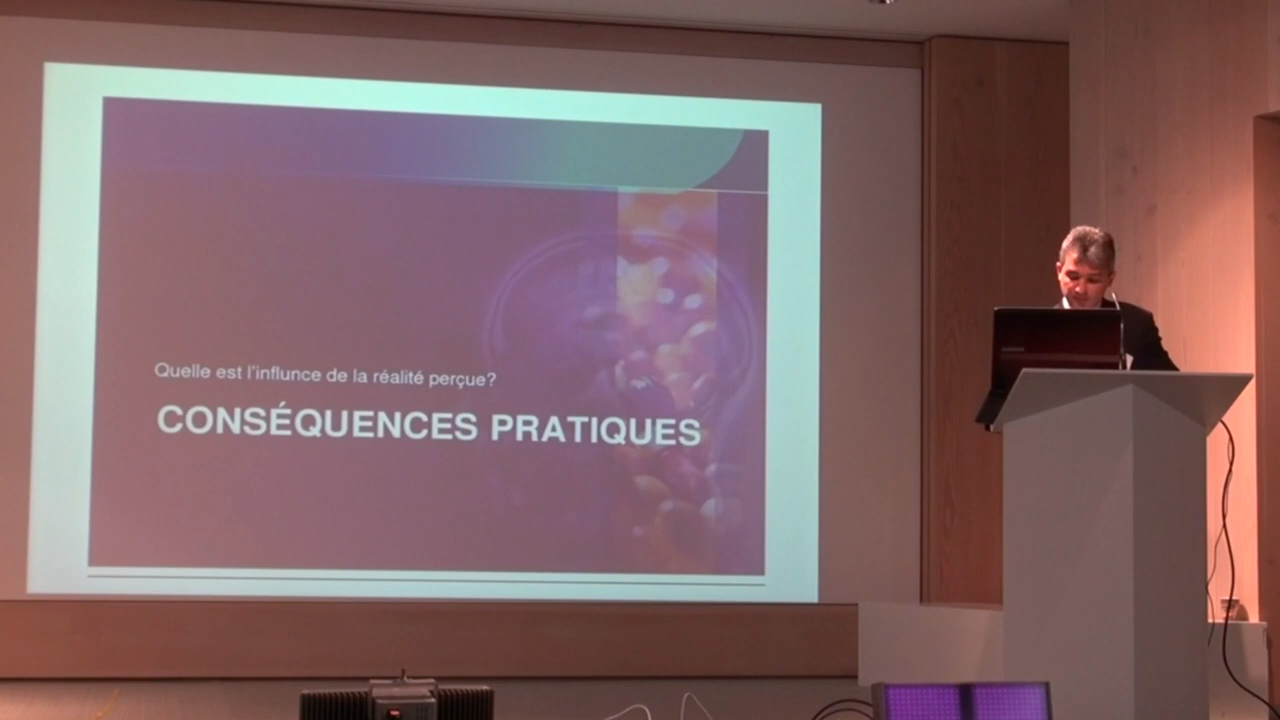 Quelle est l'influnce de la réalité perçue?
CONSÉQUENCES PRATIQUES